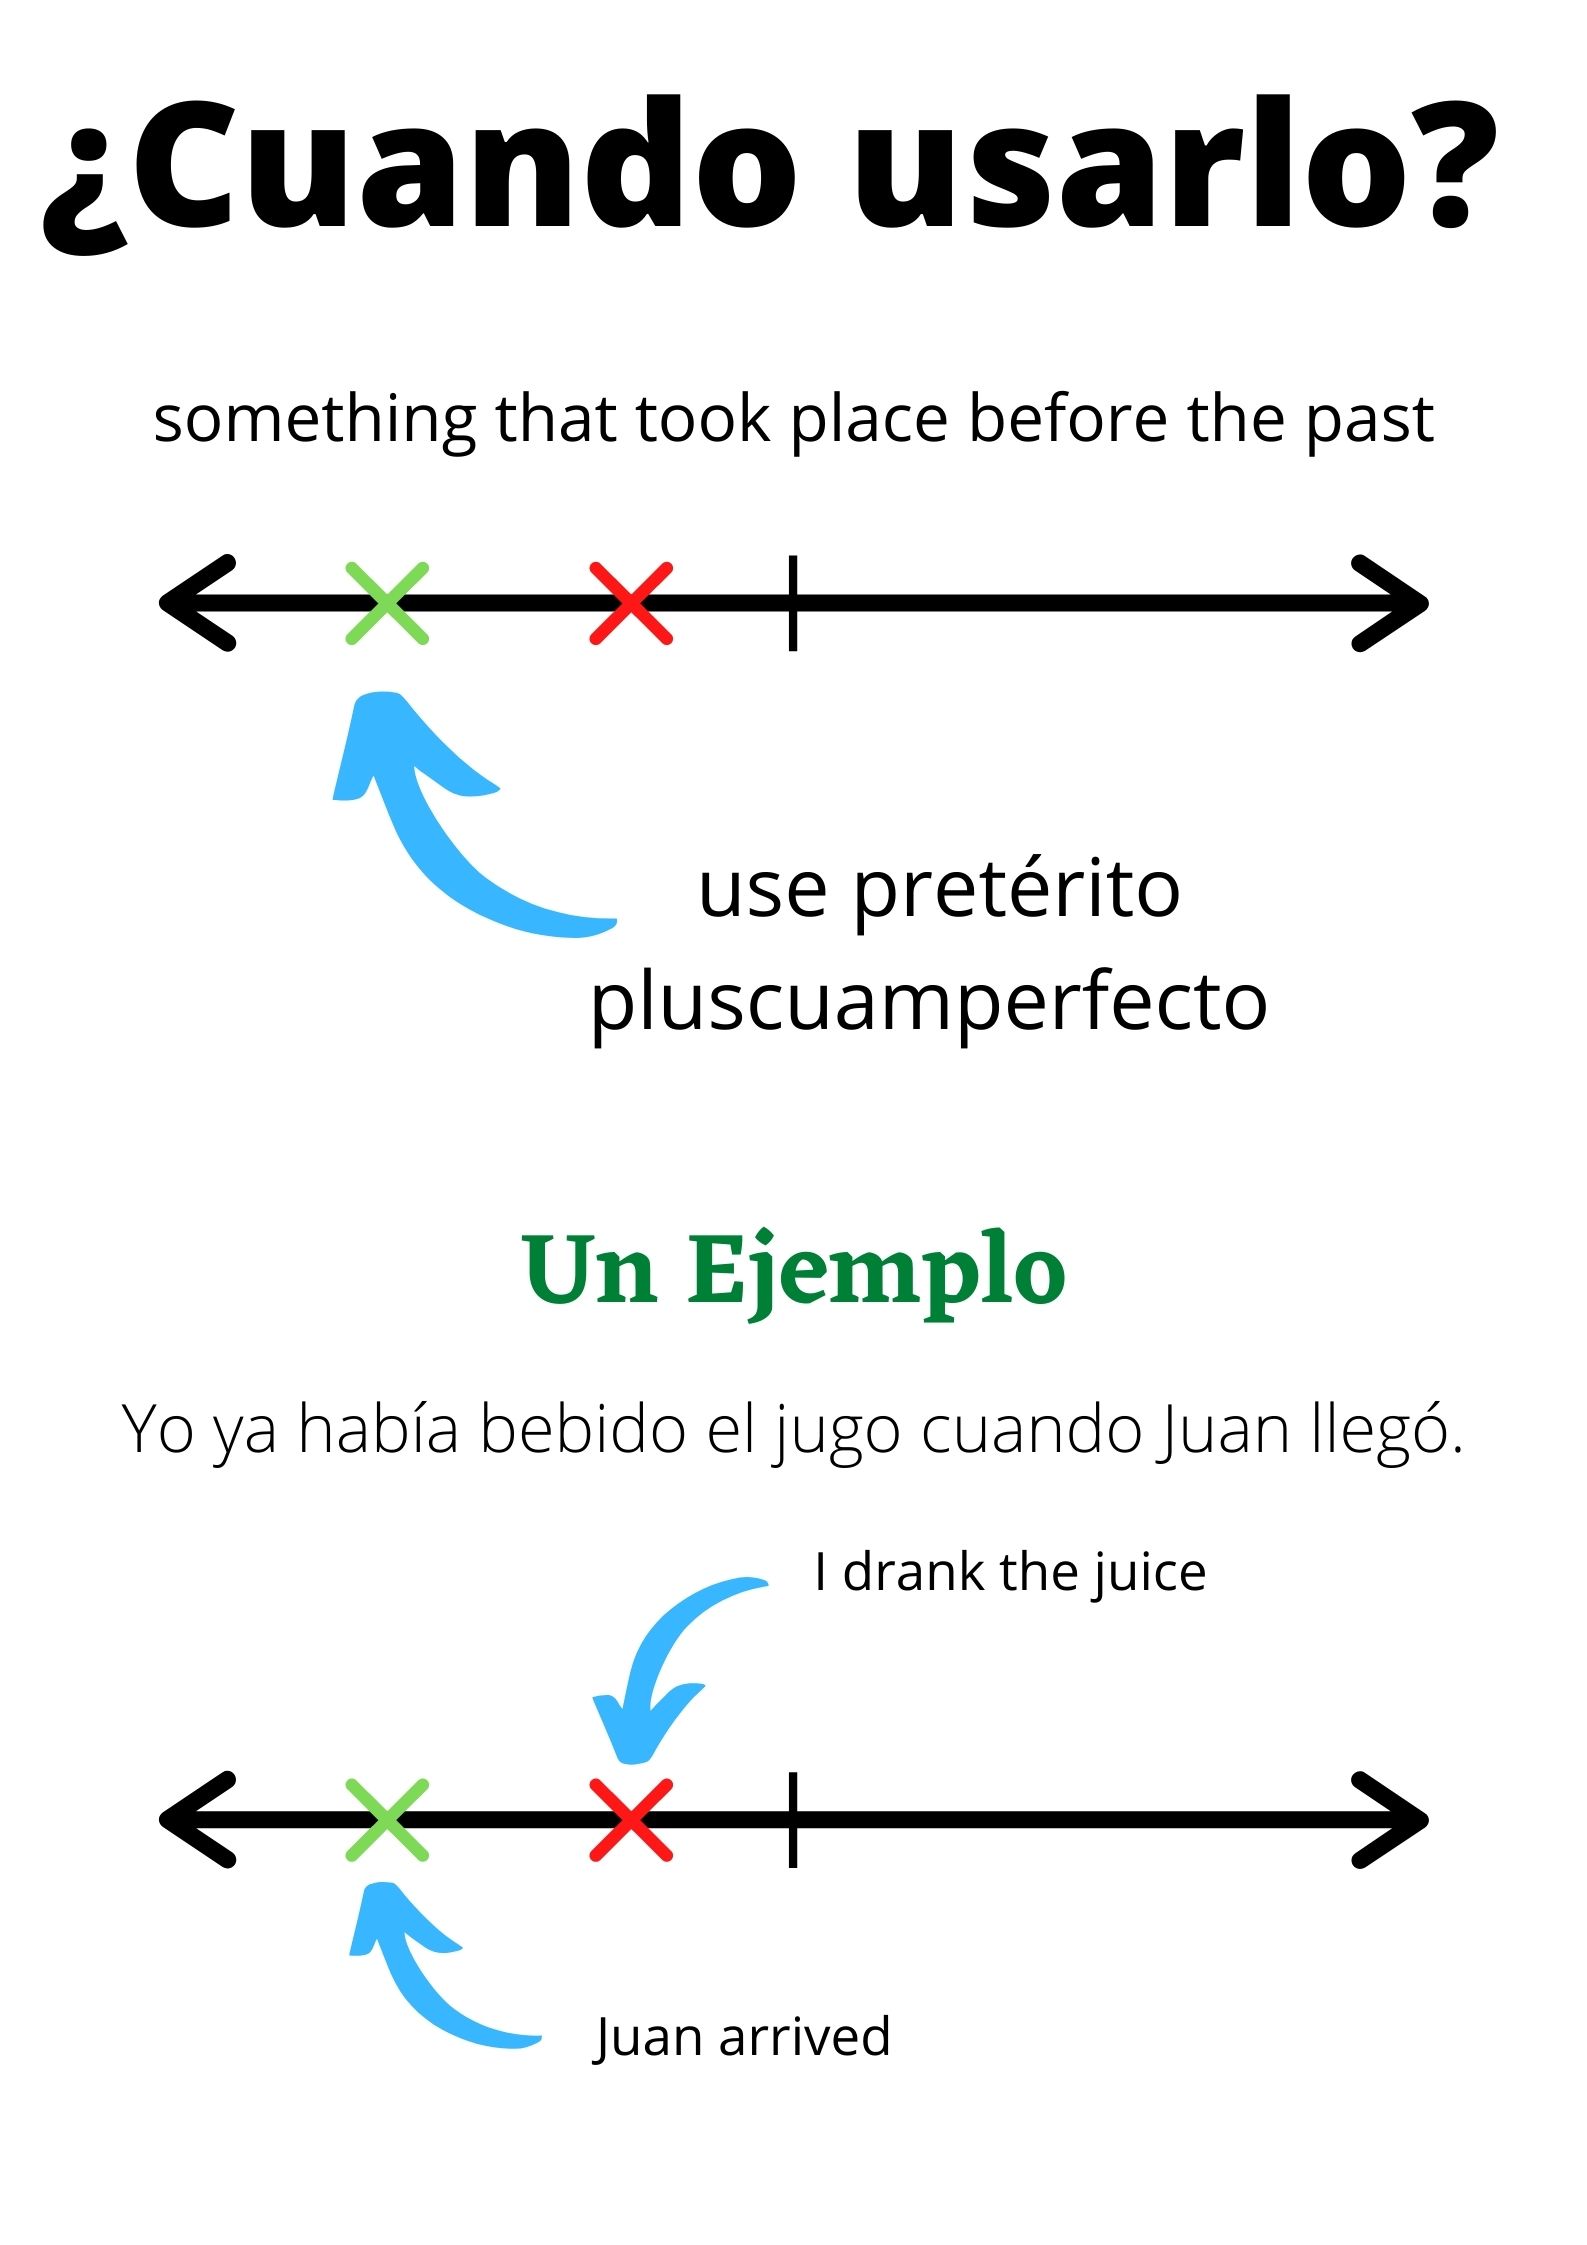 ¿Cuando usarlo?
something that took place before the past
use pretérito
pluscuamperfecto
Un Ejemplo
Yo ya había bebido el jugo cuando Juan llegó.
I drank the juice
Juan arrived